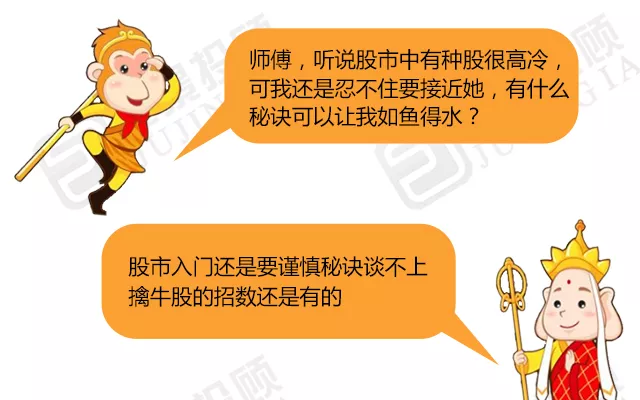 师傅，听说股市中有种股很高冷，
可我还是忍不住要接近她，有什么
秘诀可以让我如鱼得水？
股市入门还是要谨慎秘诀谈不上
擒牛股的招数还是有的